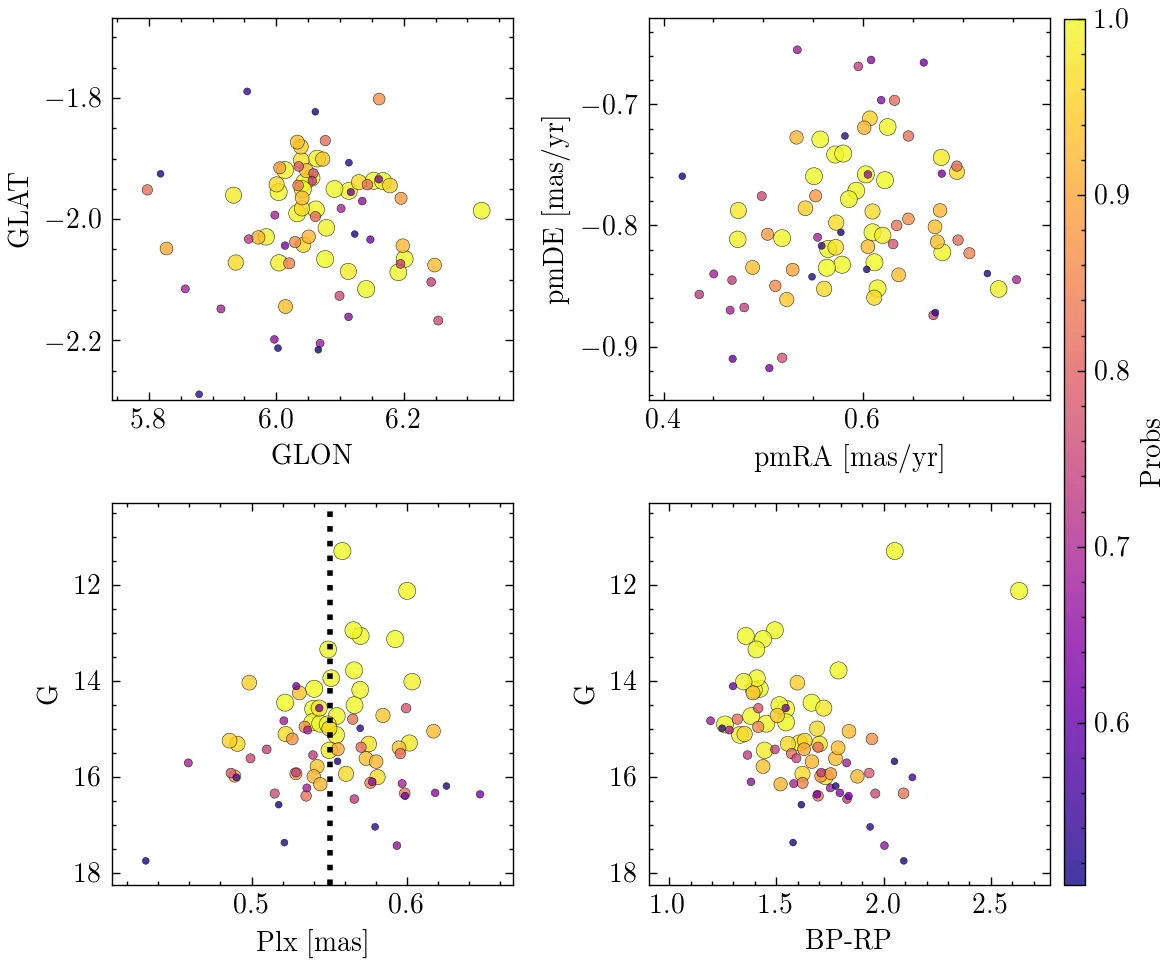 −1.8
−2.0
−2.2
GLAT
5.8 6.0 6.2
GLON
−0.7
−0.8
−0.9
pmDE [mas/yr]
0.4 0.6
pmRA [mas/yr]
12
14
16
18
G
0.5 0.6
Plx [mas]
12
14
16
18
G
1.0 1.5 2.0 2.5
BP-RP
1.0
0.9
0.8
0.7
0.6
Probs